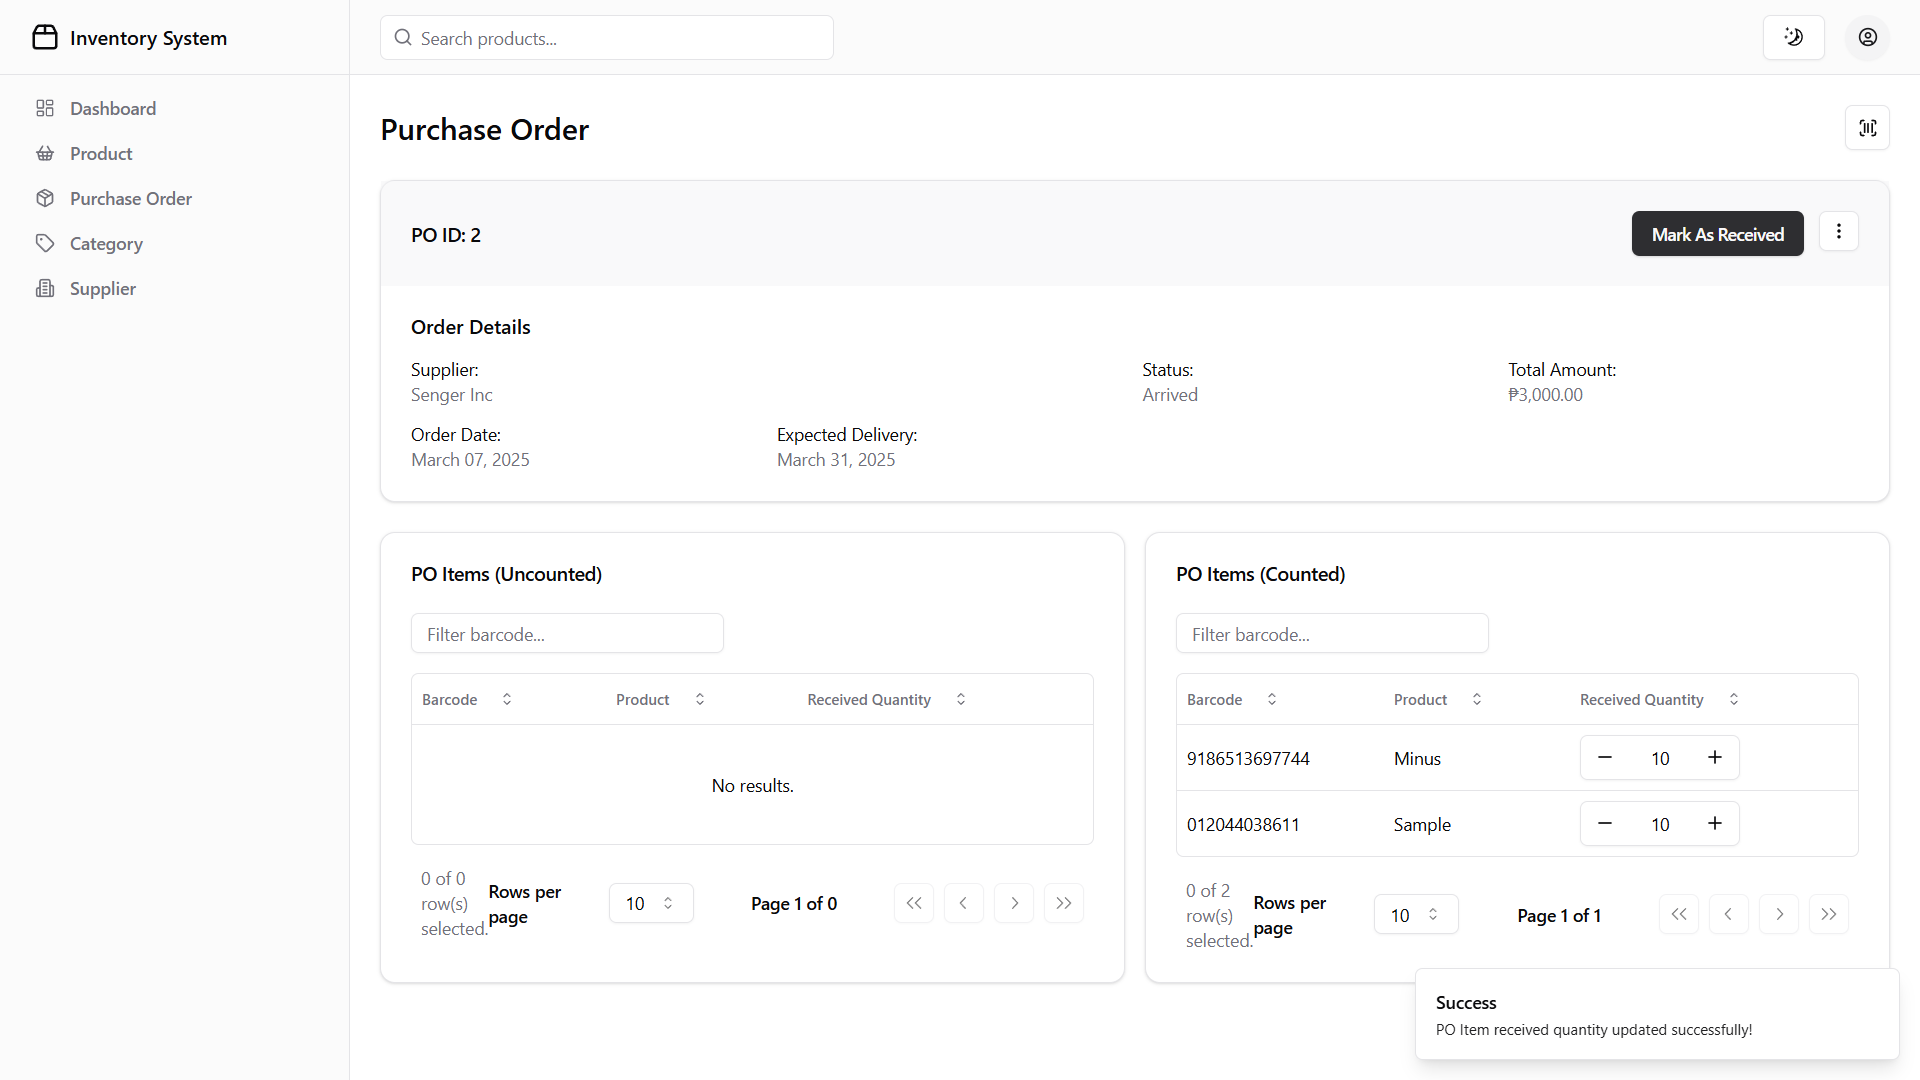 Inventory System
Search products...
Dashboard
Product
Purchase Order
Category
Supplier
Purchase Order
PO ID: 2
Mark As Received
Order Details
Supplier:
Senger Inc
Status:
Arrived
Total Amount:
₱3,000.00
Order Date:
March 07, 2025
Expected Delivery:
March 31, 2025
PO Items (Uncounted)
Filter barcode...
Barcode Product Received Quantity
No results.
0 of 0
row(s)
selected.
Rows per
page
10
Page 1 of 0
PO Items (Counted)
Filter barcode...
Barcode Product Received Quantity
9186513697744 Minus 10
012044038611 Sample 10
0 of 2
row(s)
selected.
Rows per
page
10
Page 1 of 1
Success
PO Item received quantity updated successfully!